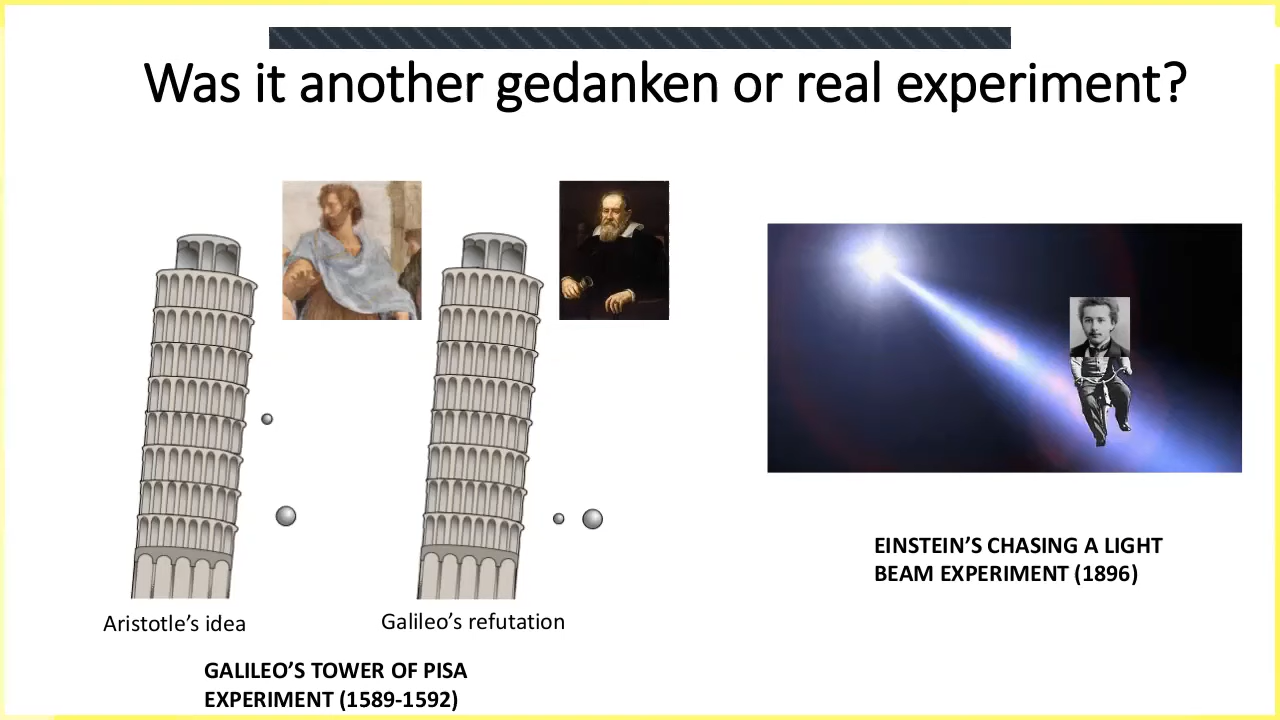 Was it another gedanken or real experiment?
Aristotle’s idea
Galileo’s refutation
GALILEO’S TOWER OF PISA
EXPERIMENT (1589-1592)
EINSTEIN’S CHASING A LIGHT
BEAM EXPERIMENT (1896)